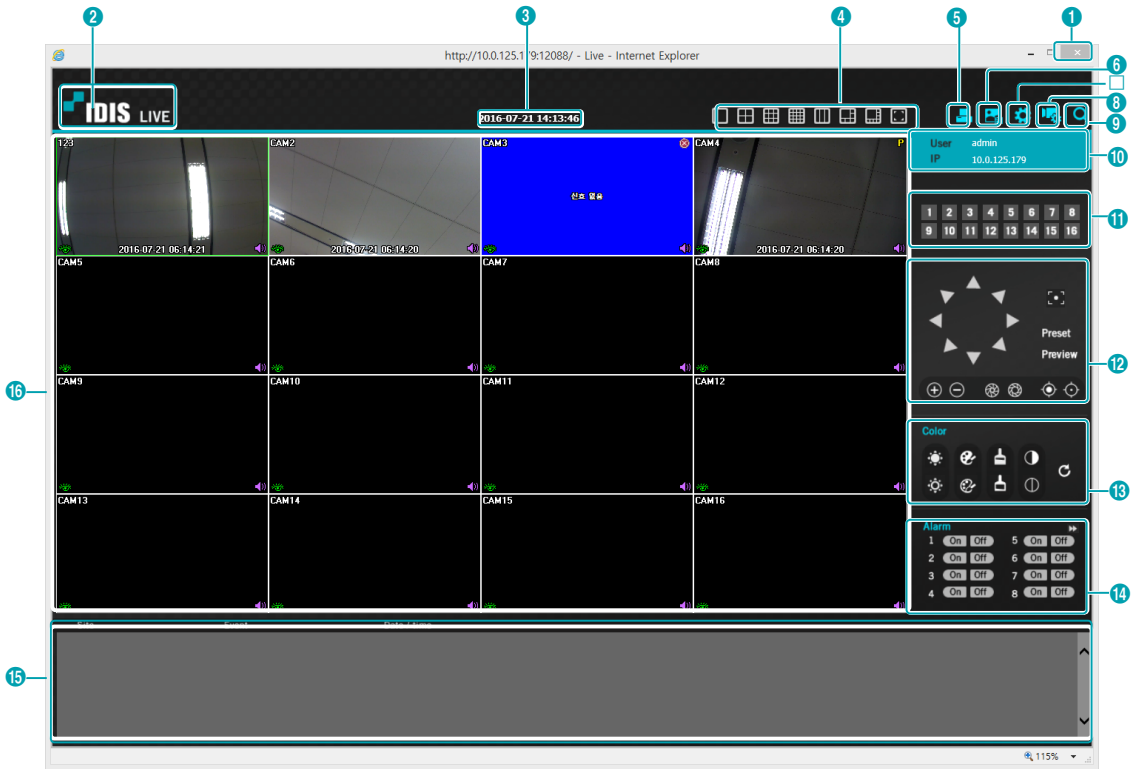 2
3
4
5
1
http://10.0.125.179:12088/ - Live - Internet Explorer
6
8
9
IDIS LIVE
2016-07-21 14:13:46
123
CAM2
CAM3
CAM4
P
User admin
IP 10.0.125.179
10
신호 없음
1 2 3 4 5 6 7 8
9 10 11 12 13 14 15 16
11
2016-07-21 06:14:21
2016-07-21 06:14:20
2016-07-21 06:14:20
CAM5
CAM6
CAM7
CAM8
Preset
Preview
12
16
CAM9
CAM10
CAM11
CAM12
Color
13
CAM13
CAM14
CAM15
CAM16
Alarm
1 On Off 5 On Off
2 On Off 6 On Off
3 On Off 7 On Off
4 On Off 8 On Off
14
Site Event Date / time
15
115%